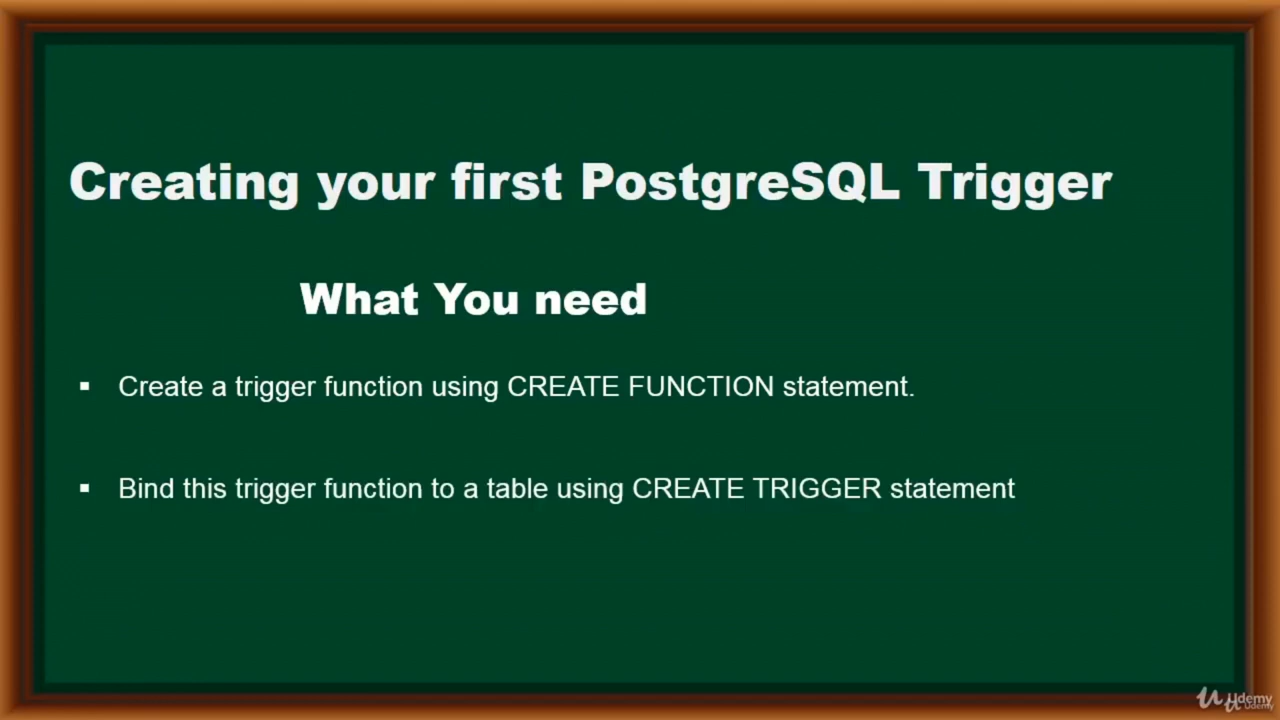 Creating your first PostgreSQL Trigger
What You need
▪ Create a trigger function using CREATE FUNCTION statement.
▪ Bind this trigger function to a table using CREATE TRIGGER statement
Udemy
Udemy